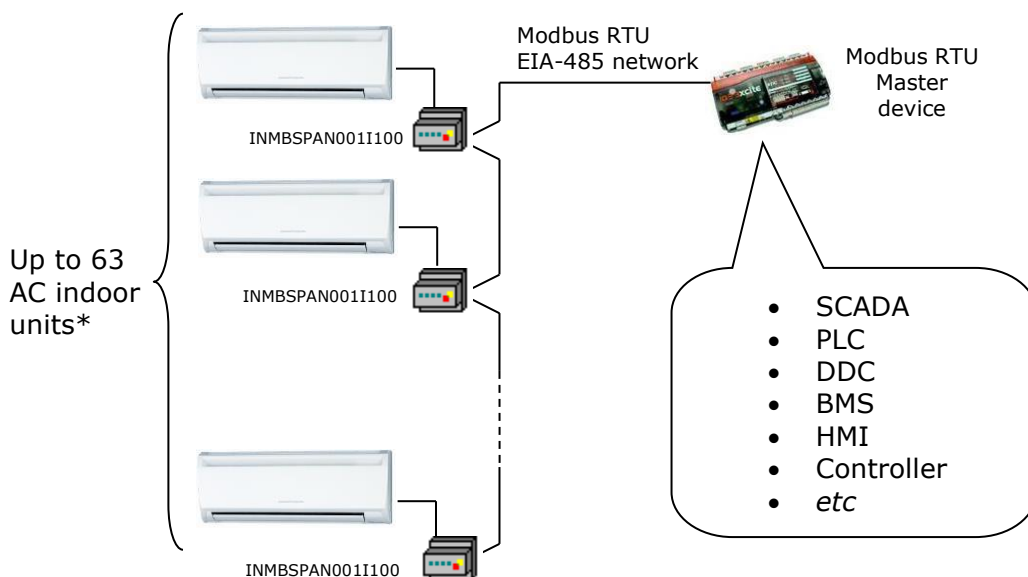 Modbus RTU
EIA-485 network
Modbus RTU
Master
device
INMBSPAN001I100
INMBSPAN001I100
Up to 63
AC indoor
units*
• SCADA
• PLC
• DDC
• BMS
• HMI
• Controller
• etc
INMBSPAN001I100